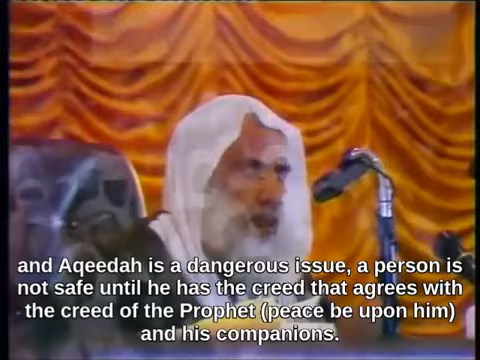 and Aqeedah is a dangerous issue, a person is
not safe until he has the creed that agrees with
the creed of the Prophet (peace be upon him)
and his companions.